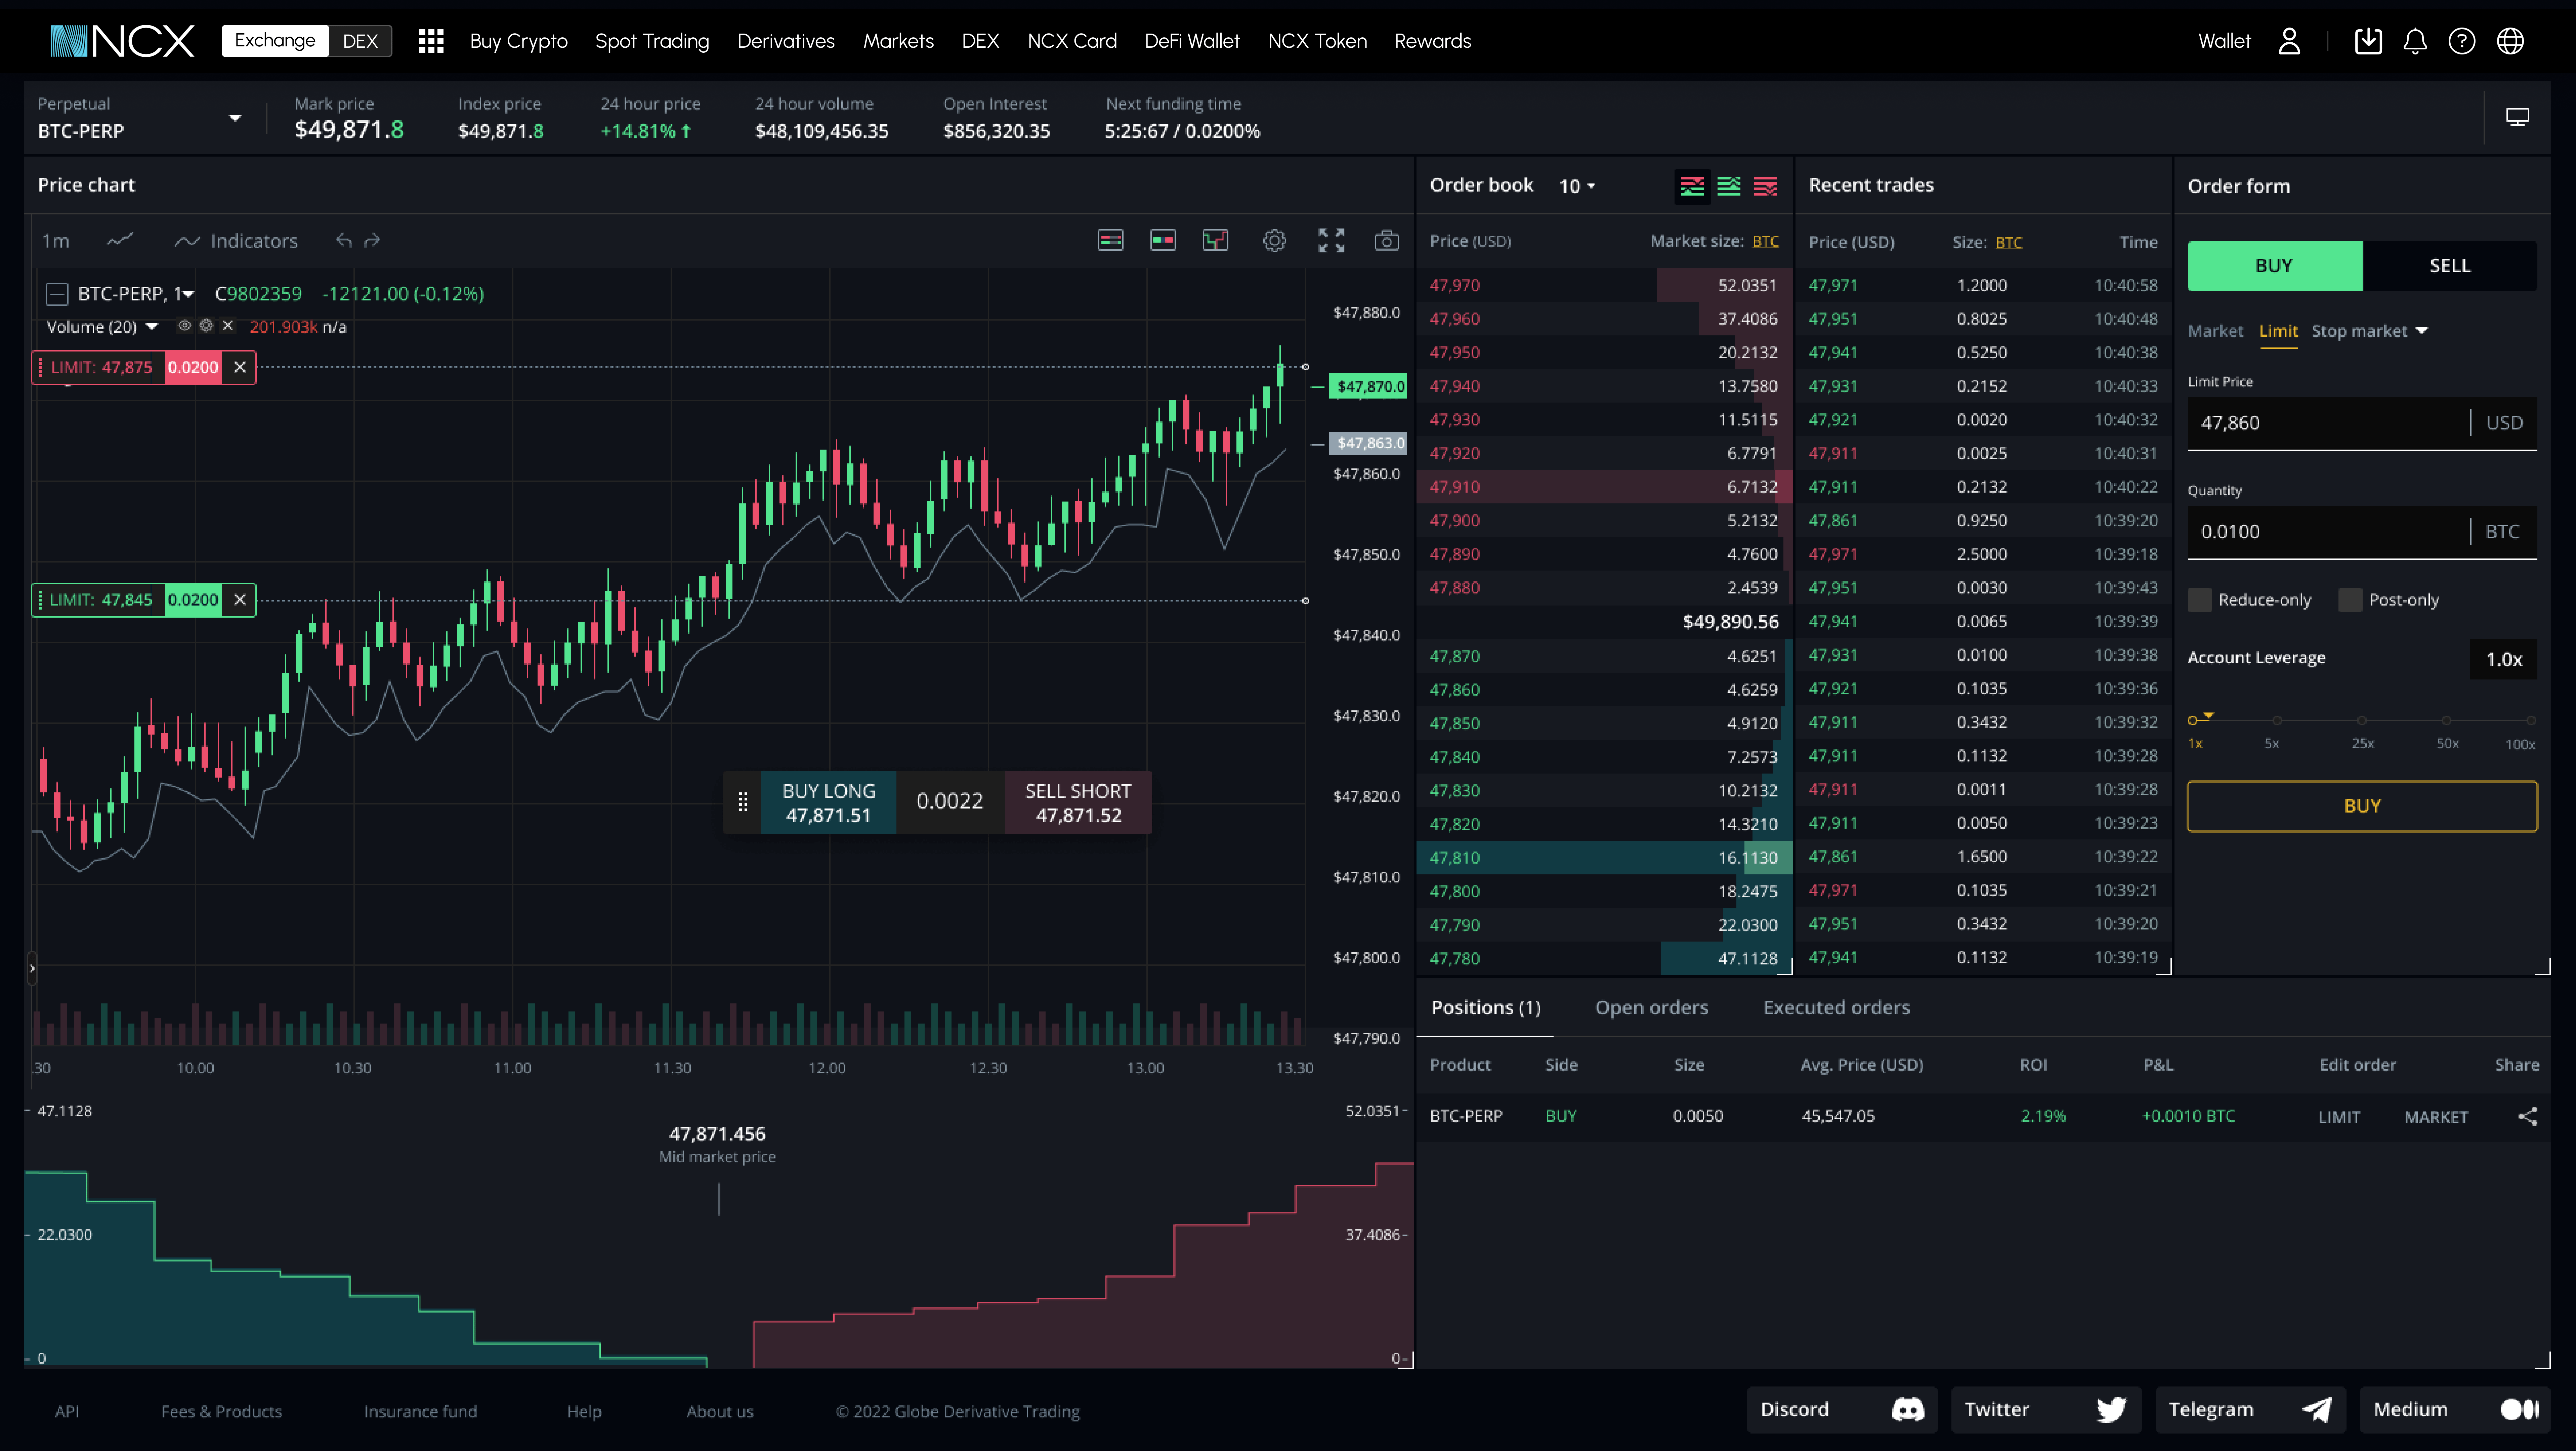 NCX Exchange DEX Buy Crypto Spot Trading Derivatives Markets DEX NCX Card DeFi Wallet NCX Token Rewards Wallet
Perpetual
BTC-PERP
Mark price
$49,871.8
Index price
$49,871.8
24 hour price
+14.81%
24 hour volume
$48,109,456.35
Open Interest
$856,320.35
Next funding time
5:25:67 / 0.0200%
Price chart
1m Indicators
BTC-PERP, 1 C9802359 -12121.00 (-0.12%)
Volume (20) 201.903k n/a
LIMIT: 47,875 0.0200
LIMIT: 47,845 0.0200
BUY LONG
47,871.51
0.0022
SELL SHORT
47,871.52
$47,880.0
$47,870.0
$47,863.0
$47,860.0
$47,850.0
$47,840.0
$47,830.0
$47,820.0
$47,810.0
$47,800.0
$47,790.0
:30 10.00 10.30 11.00 11.30 12.00 12.30 13.00 13.30
47.1128
22.0300
0
47,871.456
Mid market price
52.0351
37.4086
0
Order book 10
Price (USD) Market size: BTC
47,970 52.0351
47,960 37.4086
47,950 20.2132
47,940 13.7580
47,930 11.5115
47,920 6.7791
47,910 6.7132
47,900 5.2132
47,890 4.7600
47,880 2.4539
$49,890.56
47,870 4.6251
47,860 4.6259
47,850 4.9120
47,840 7.2573
47,830 10.2132
47,820 14.3210
47,810 16.1130
47,800 18.2475
47,790 22.0300
47,780 47.1128
Recent trades
Price (USD) Size: BTC Time
47,971 1.2000 10:40:58
47,951 0.8025 10:40:48
47,941 0.5250 10:40:38
47,931 0.2152 10:40:33
47,921 0.0020 10:40:32
47,911 0.0025 10:40:31
47,911 0.2132 10:40:22
47,861 0.9250 10:39:20
47,971 2.5000 10:39:18
47,951 0.0030 10:39:43
47,941 0.0065 10:39:39
47,931 0.0100 10:39:38
47,921 0.1035 10:39:36
47,911 0.3432 10:39:32
47,911 0.1132 10:39:28
47,911 0.0011 10:39:28
47,911 0.0050 10:39:23
47,861 1.6500 10:39:22
47,971 0.1035 10:39:21
47,951 0.3432 10:39:20
47,941 0.1132 10:39:19
Order form
BUY SELL
Market Limit Stop market
Limit Price
47,860 USD
Quantity
0.0100 BTC
Reduce-only Post-only
Account Leverage 1.0x
1x 5x 25x 50x 100x
BUY
Positions (1) Open orders Executed orders
Product Side Size Avg. Price (USD) ROI P&L Edit order Share
BTC-PERP BUY 0.0050 45,547.05 2.19% +0.0010 BTC LIMIT MARKET
API Fees & Products Insurance fund Help About us © 2022 Globe Derivative Trading Discord Twitter Telegram Medium